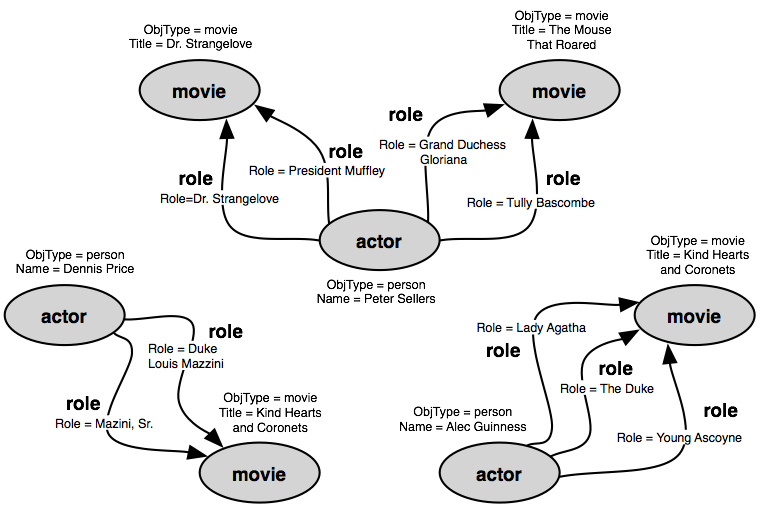 ObjType = movie
Title = Dr. Strangelove
movie
ObjType = movie
Title = The Mouse
That Roared
movie
role
Role = Grand Duchess
Gloriana
role
Role = President Muffley
role
Role=Dr. Strangelove
role
Role = Tully Bascombe
actor
ObjType = person
Name = Peter Sellers
ObjType = person
Name = Dennis Price
actor
role
Role = Duke
Louis Mazzini
role
Role = Mazini, Sr.
ObjType = movie
Title = Kind Hearts
and Coronets
movie
ObjType = movie
Title = Kind Hearts
and Coronets
movie
Role = Lady Agatha
role
role
Role = The Duke
role
Role = Young Ascoyne
ObjType = person
Name = Alec Guinness
actor